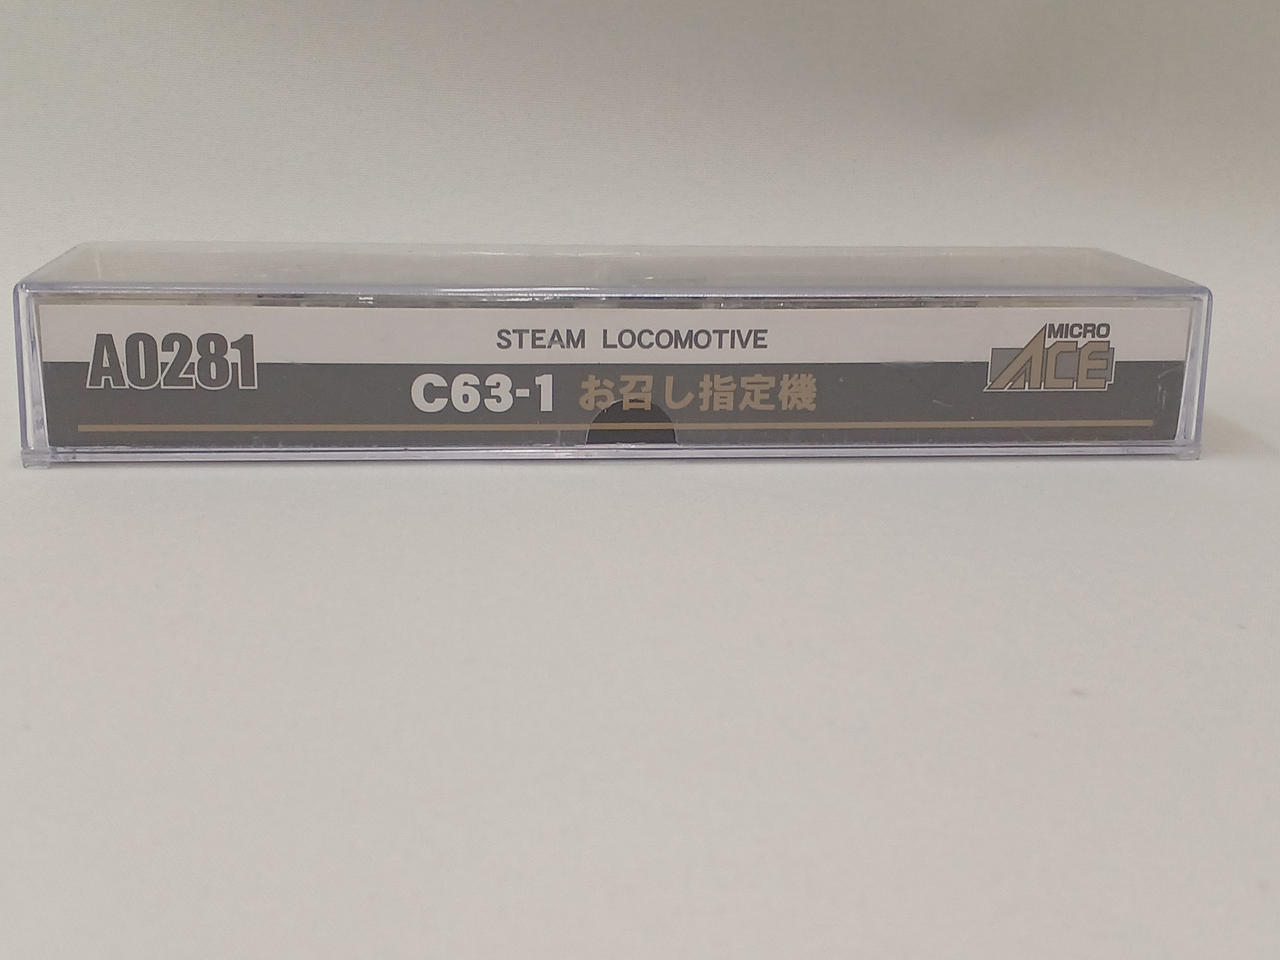 A0281
STEAM LOCOMOTIVE
C63-1 お召し指定機
MICRO
ACE